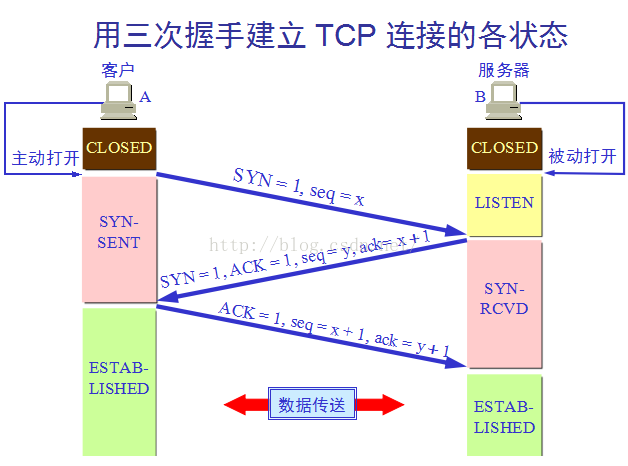 用三次握手建立 TCP 连接的各状态
客户
服务器
A
B
CLOSED
CLOSED
主动打开
被动打开
SYN = 1, seq = x
LISTEN
SYN-
SENT
http://blog.csdn.net/
SYN = 1, ACK = 1, seq = y, ack= x + 1
SYN-
RCVD
ACK = 1, seq = x + 1, ack = y + 1
ESTAB-
LISHED
数据传送
ESTAB-
LISHED